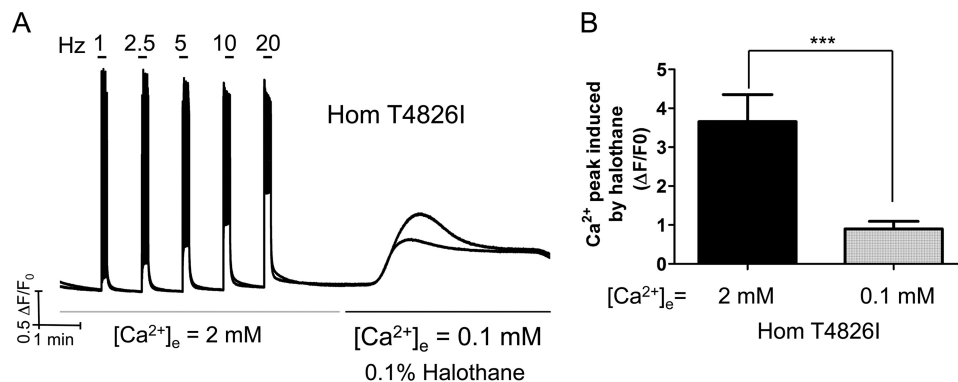 A
Hz 1 2.5 5 10 20
Hom T4826I
0.5 ΔF/F₀
1 min
[Ca²⁺]ₑ = 2 mM
[Ca²⁺]ₑ = 0.1 mM
0.1% Halothane
B
***
Ca²⁺ peak induced
by halothane
(ΔF/F0)
5
4
3
2
1
0
[Ca²⁺]ₑ= 2 mM 0.1 mM
Hom T4826I